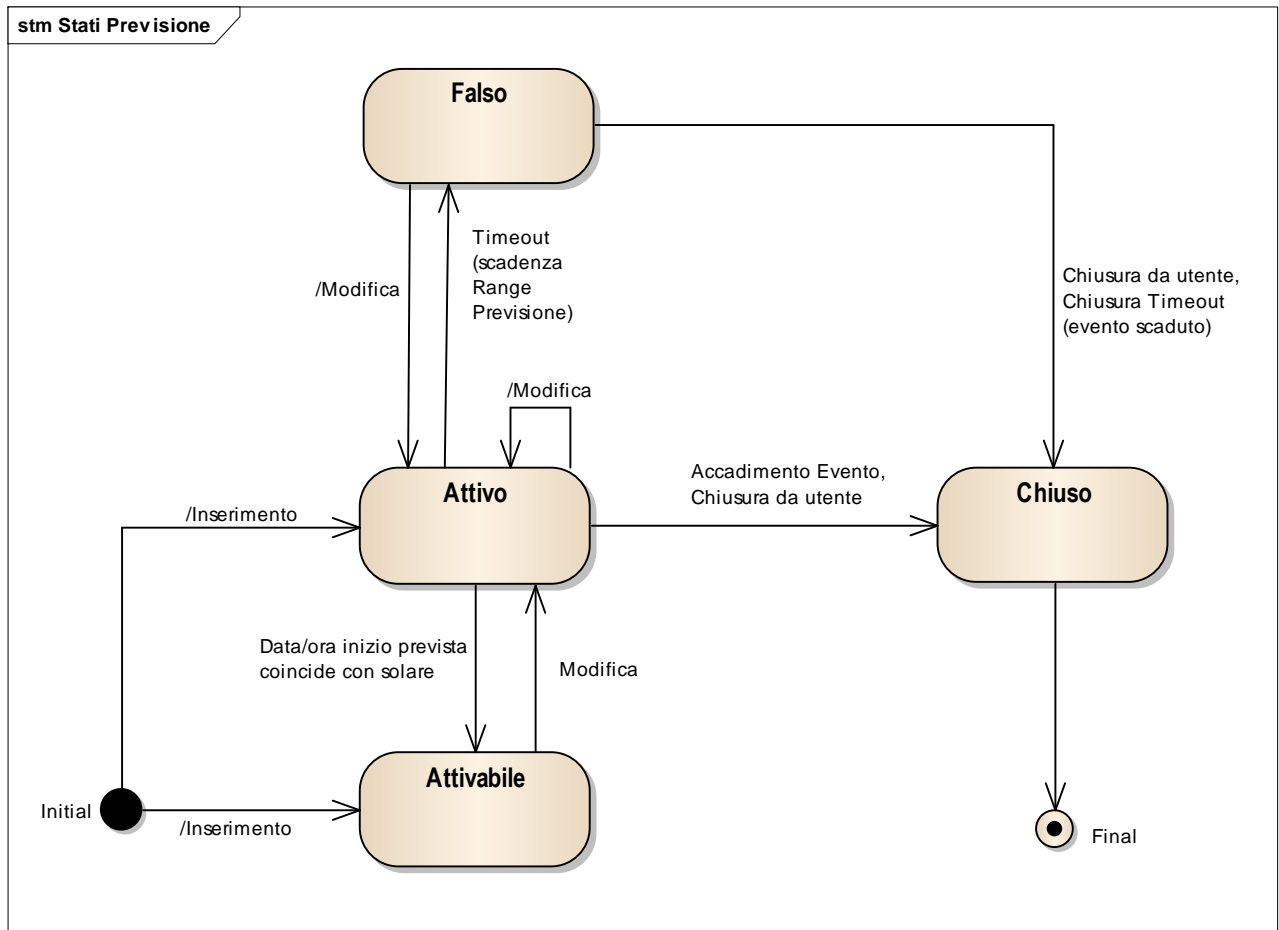 stm Stati Previsione
Falso
Timeout
(scadenza
Range
Previsione)
/Modifica
Chiusura da utente,
Chiusura Timeout
(evento scaduto)
/Modifica
Attivo
Accadimento Evento,
Chiusura da utente
Chiuso
/Inserimento
Data/ora inizio prevista
coincide con solare
Modifica
Attivabile
Initial
/Inserimento
Final